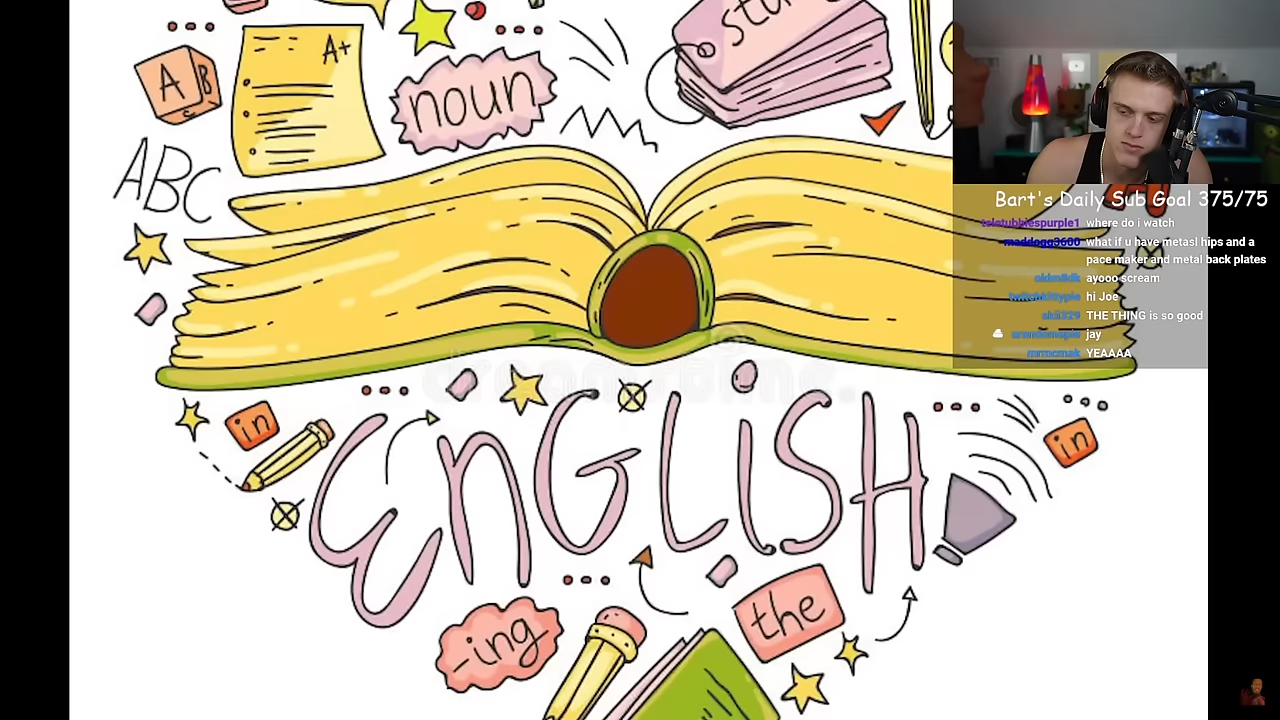 A+
A B
C
noun
stu
ABC
Bart's Daily Sub Goal 375/75
where do i watch
maddogg3600 what if u have metasl hips and a
pace maker and metal back plates
ayooo scream
hi Joe
THE THING is so good
jay
YEAAAA
in
in
ENGLISH
the
-ing